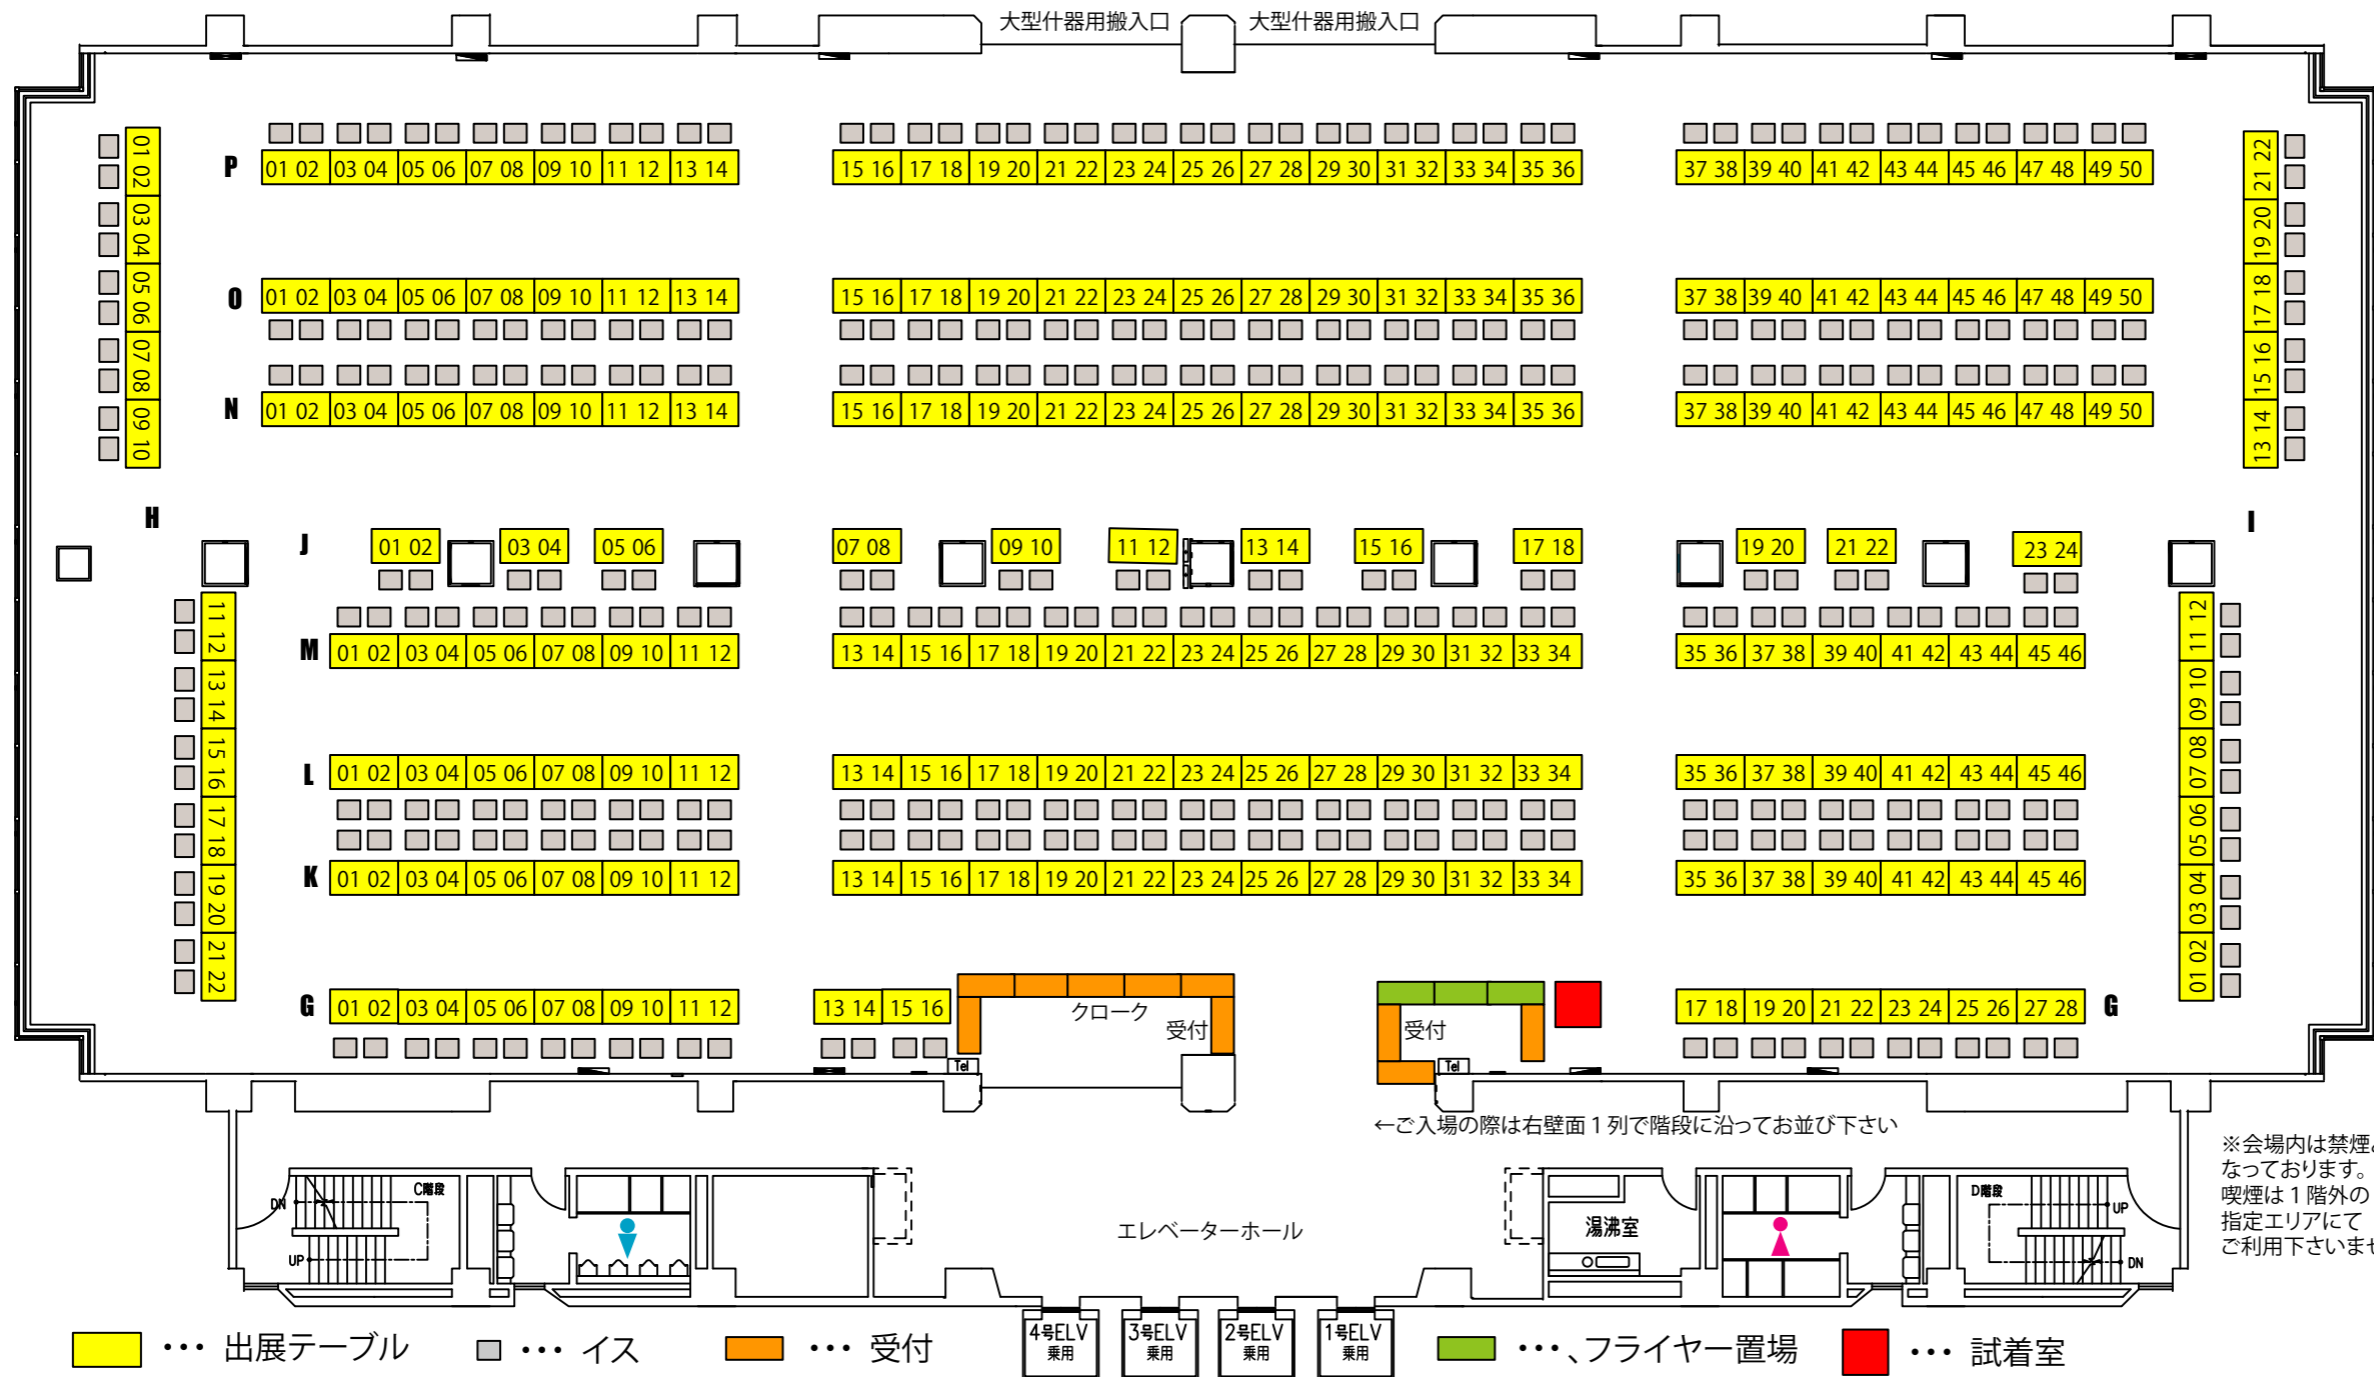 大型什器用搬入口 大型什器用搬入口
P 01 02 03 04 05 06 07 08 09 10 11 12 13 14 15 16 17 18 19 20 21 22 23 24 25 26 27 28 29 30 31 32 33 34 35 36 37 38 39 40 41 42 43 44 45 46 47 48 49 50
O 01 02 03 04 05 06 07 08 09 10 11 12 13 14 15 16 17 18 19 20 21 22 23 24 25 26 27 28 29 30 31 32 33 34 35 36 37 38 39 40 41 42 43 44 45 46 47 48 49 50
N 01 02 03 04 05 06 07 08 09 10 11 12 13 14 15 16 17 18 19 20 21 22 23 24 25 26 27 28 29 30 31 32 33 34 35 36 37 38 39 40 41 42 43 44 45 46 47 48 49 50
01 02 03 04 05 06 07 08 09 10
H
11 12 13 14 15 16 17 18 19 20 21 22
21 22 19 20 17 18 15 16 13 14
I
11 12 09 10 07 08 05 06 03 04 01 02
J 01 02 03 04 05 06 07 08 09 10 11 12 13 14 15 16 17 18 19 20 21 22 23 24
M 01 02 03 04 05 06 07 08 09 10 11 12 13 14 15 16 17 18 19 20 21 22 23 24 25 26 27 28 29 30 31 32 33 34 35 36 37 38 39 40 41 42 43 44 45 46
L 01 02 03 04 05 06 07 08 09 10 11 12 13 14 15 16 17 18 19 20 21 22 23 24 25 26 27 28 29 30 31 32 33 34 35 36 37 38 39 40 41 42 43 44 45 46
K 01 02 03 04 05 06 07 08 09 10 11 12 13 14 15 16 17 18 19 20 21 22 23 24 25 26 27 28 29 30 31 32 33 34 35 36 37 38 39 40 41 42 43 44 45 46
G 01 02 03 04 05 06 07 08 09 10 11 12 13 14 15 16 17 18 19 20 21 22 23 24 25 26 27 28 G
クローク
受付 受付
Tel Tel
←ご入場の際は右壁面1列で階段に沿ってお並び下さい
※会場内は禁煙
なっております。
喫煙は1階外の
指定エリアにて
ご利用下さいませ
C階段
DN
UP
エレベーターホール
湯沸室
D階段
UP
DN
4号ELV
乗用
3号ELV
乗用
2号ELV
乗用
1号ELV
乗用
・・・ 出展テーブル ・・・ イス ・・・ 受付 ・・・、フライヤー置場 ・・・ 試着室